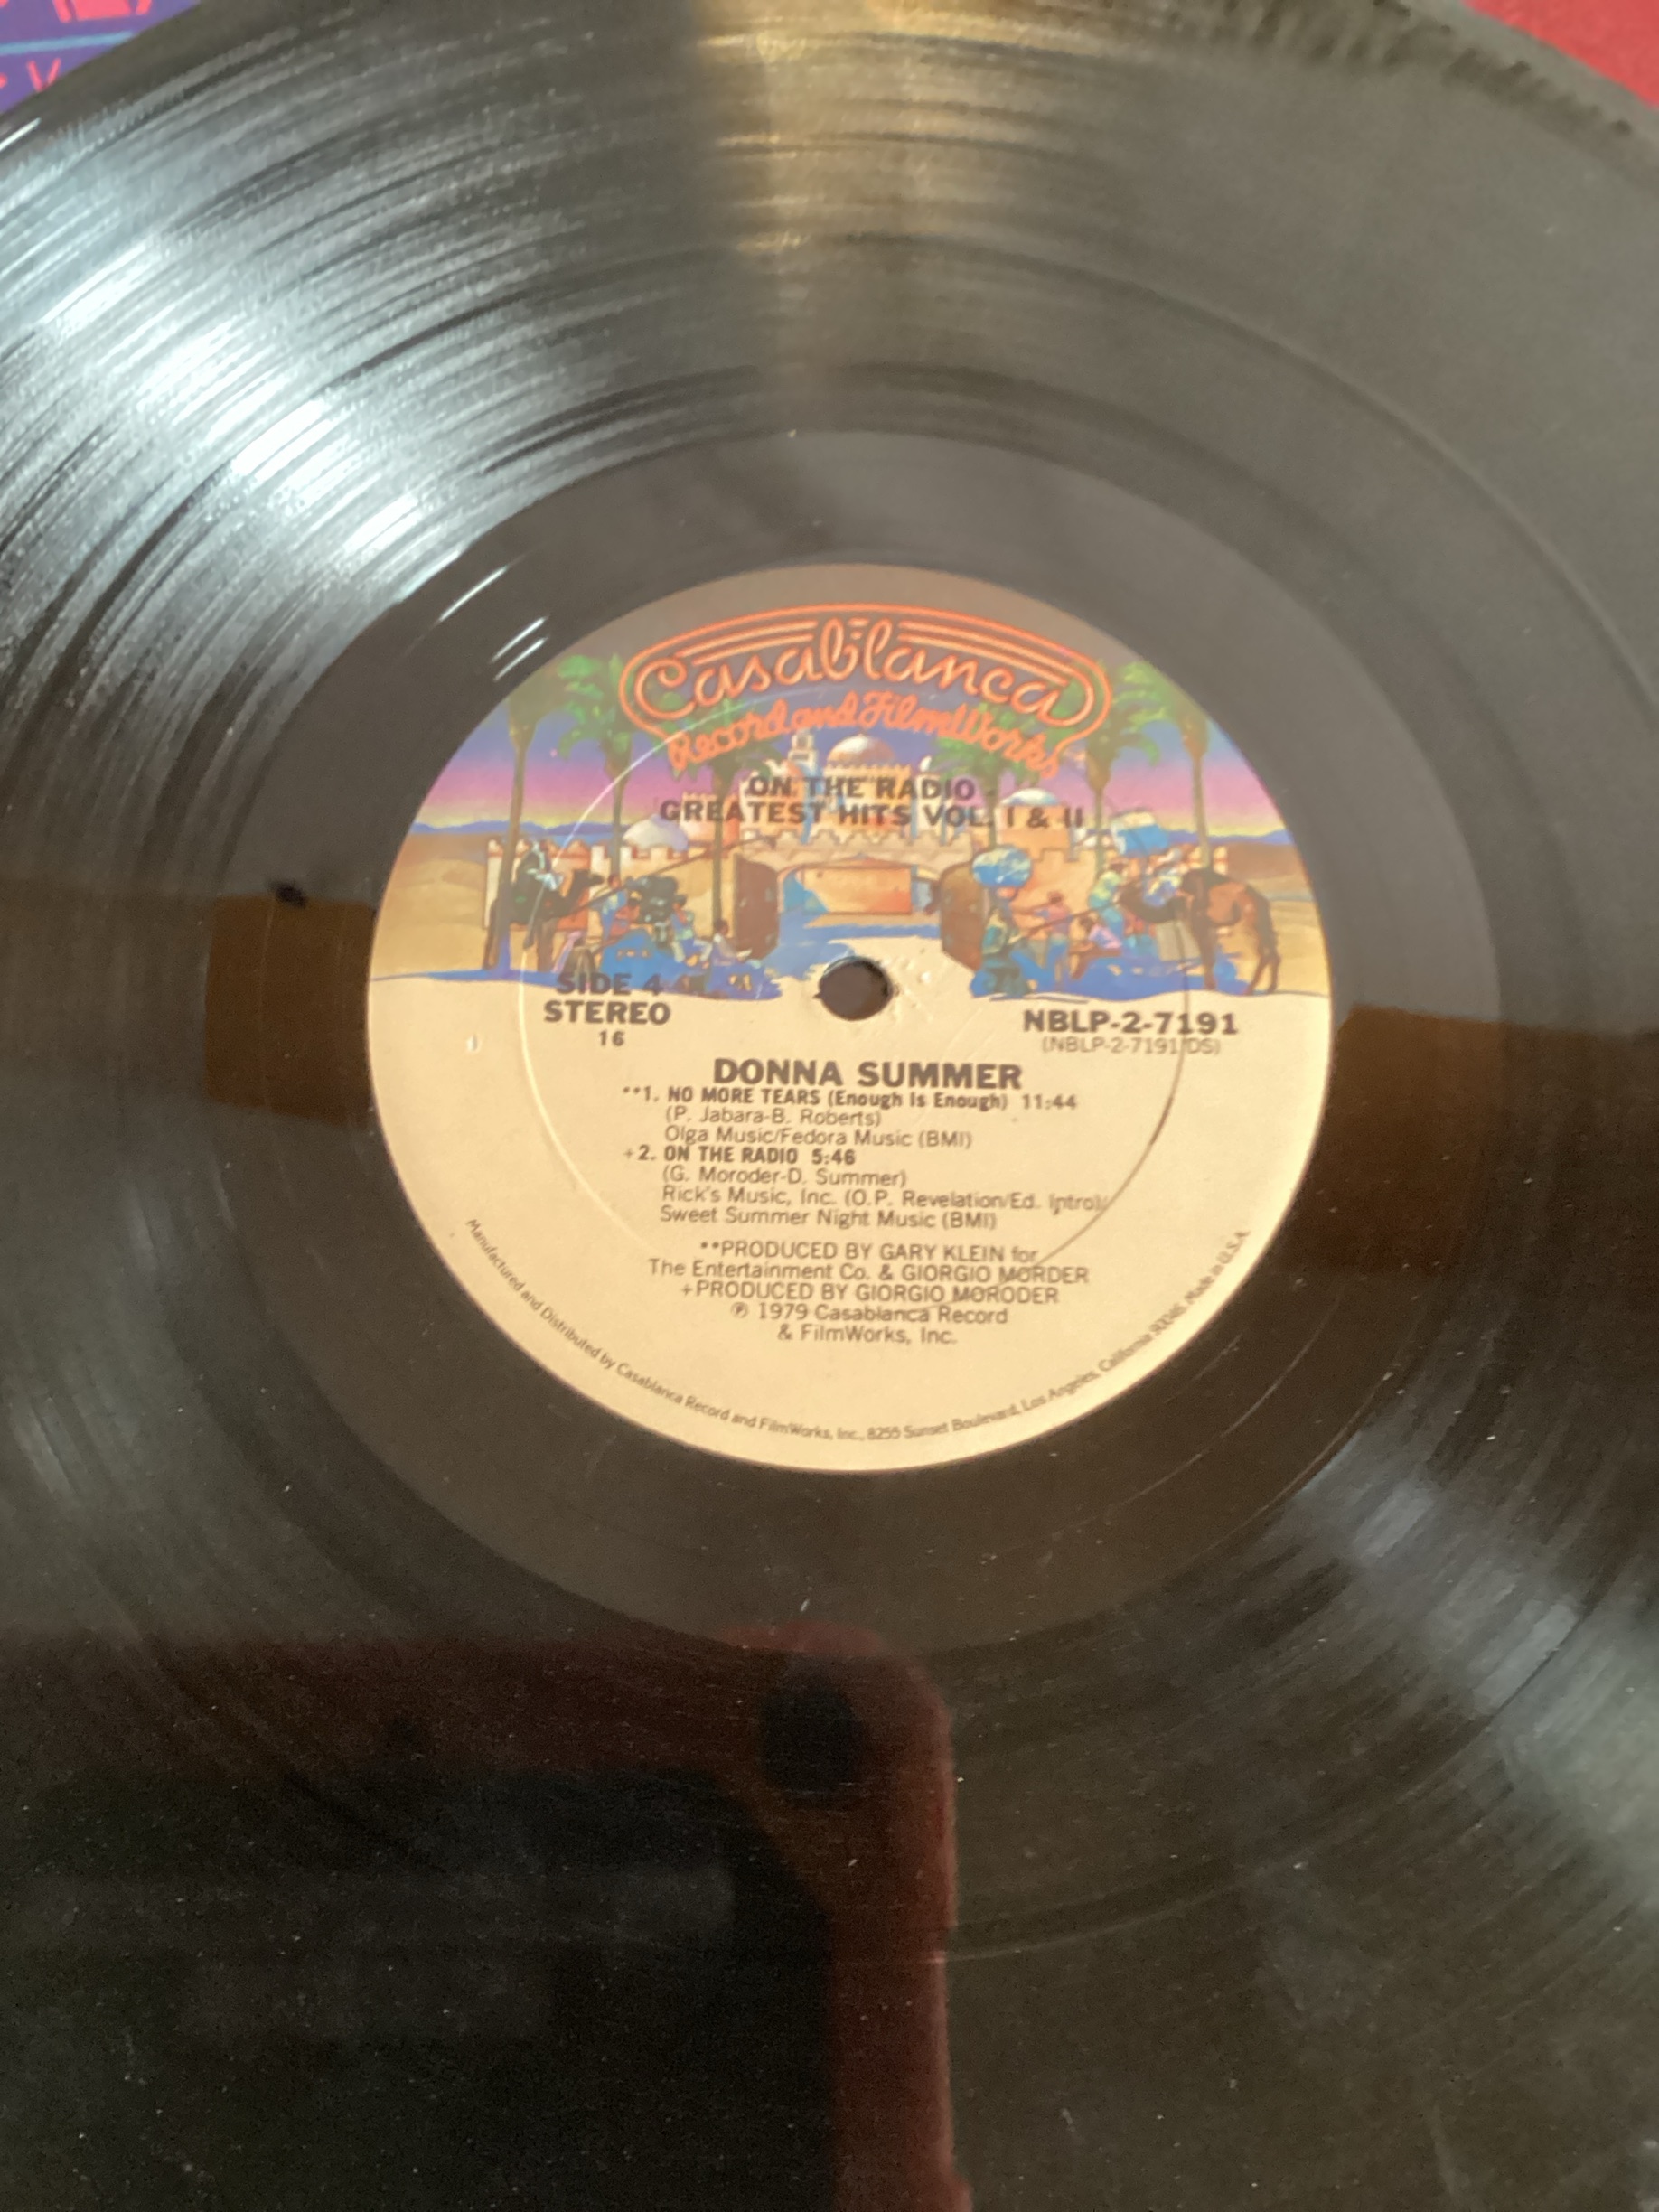 Casablanca
Record and FilmWorks
ON THE RADIO
GREATEST HITS VOL. I & II
SIDE 4
STEREO
16
NBLP-2-7191
(NBLP-2-7191 DS)
DONNA SUMMER
**1. NO MORE TEARS (Enough Is Enough) 11:44
(P. Jabara-B. Roberts)
Olga Music/Fedora Music (BMI)
+2. ON THE RADIO 5:46
(G. Moroder-D. Summer)
Rick's Music, Inc. (O.P. Revelation/Ed. Intro)/
Sweet Summer Night Music (BMI)
**PRODUCED BY GARY KLEIN for
The Entertainment Co. & GIORGIO MORDER
+PRODUCED BY GIORGIO MORODER
℗ 1979 Casablanca Record
& FilmWorks, Inc.
Manufactured and Distributed by Casablanca Record and FilmWorks, Inc., 8255 Sunset Boulevard, Los Angeles, California 90046. Made in U.S.A.